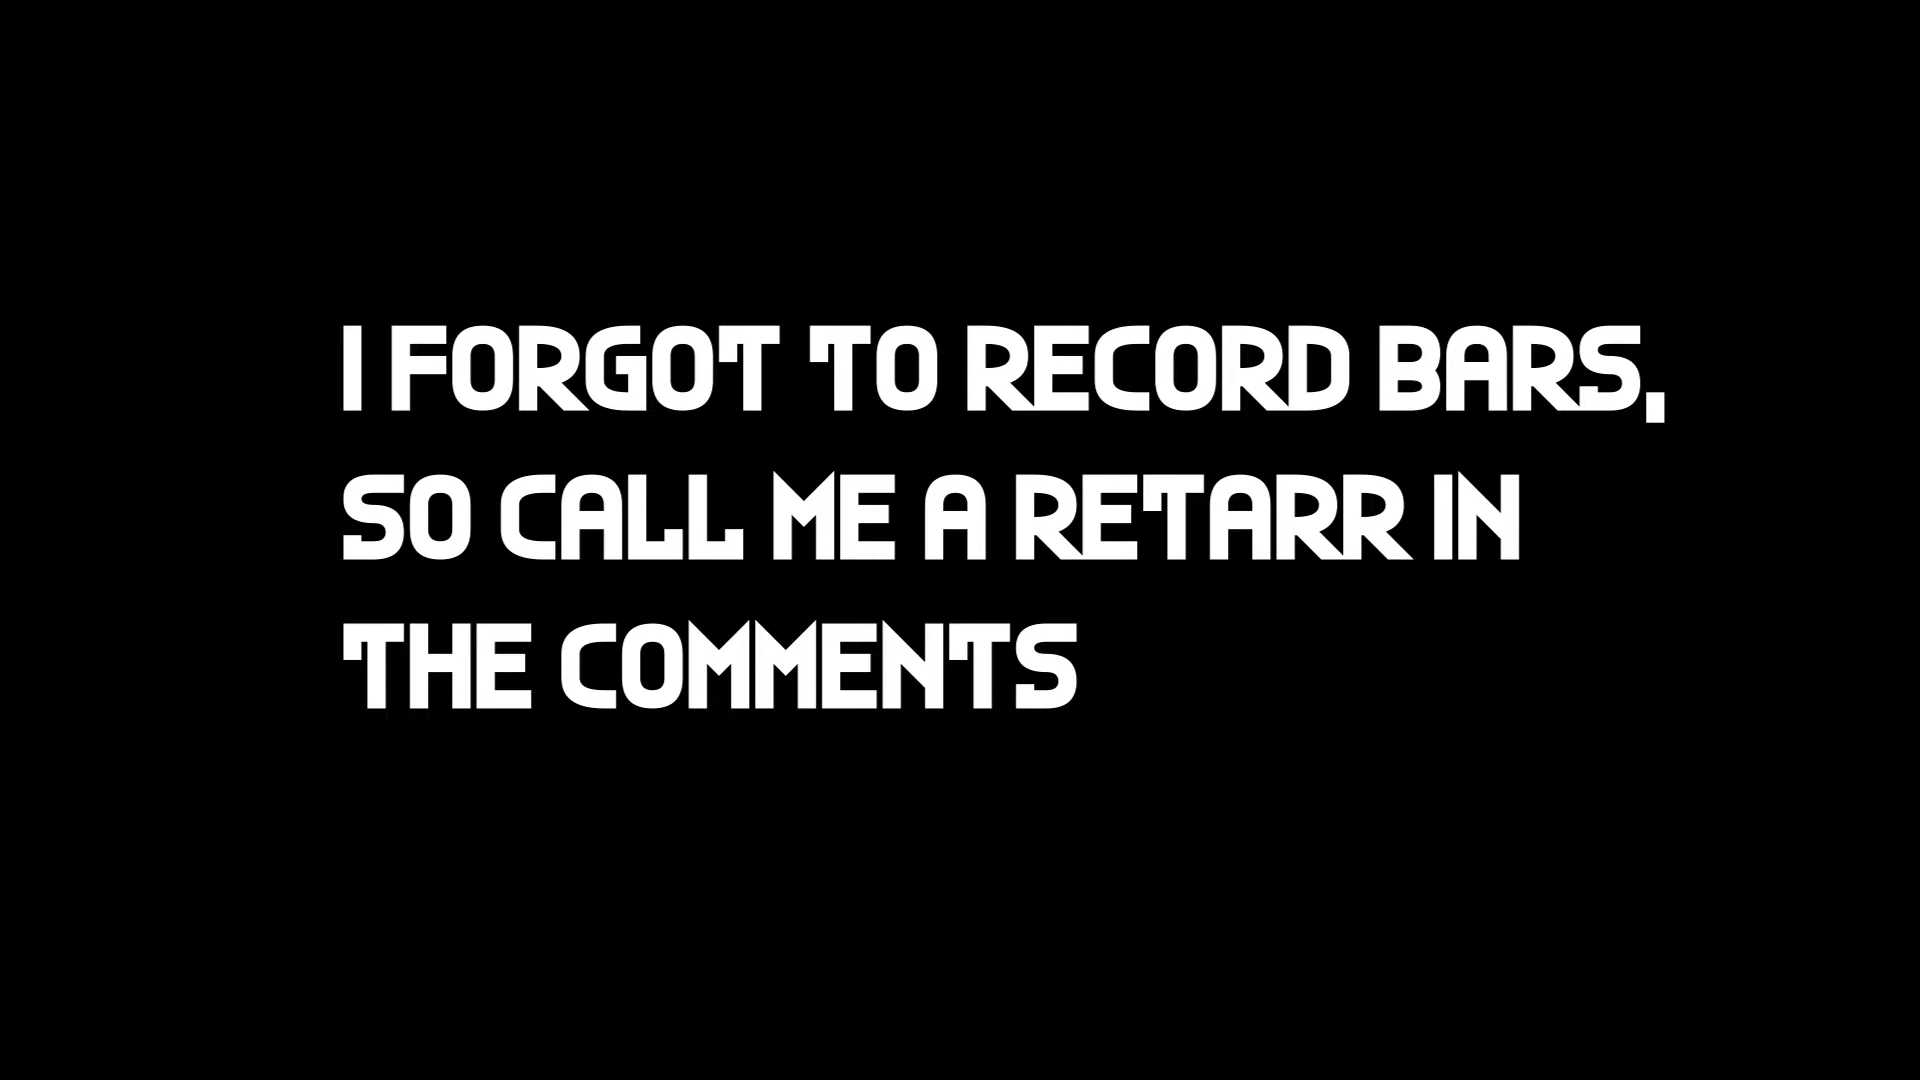 I FORGOT TO RECORD BARS,
SO CALL ME A RETARR IN
THE COMMENTS